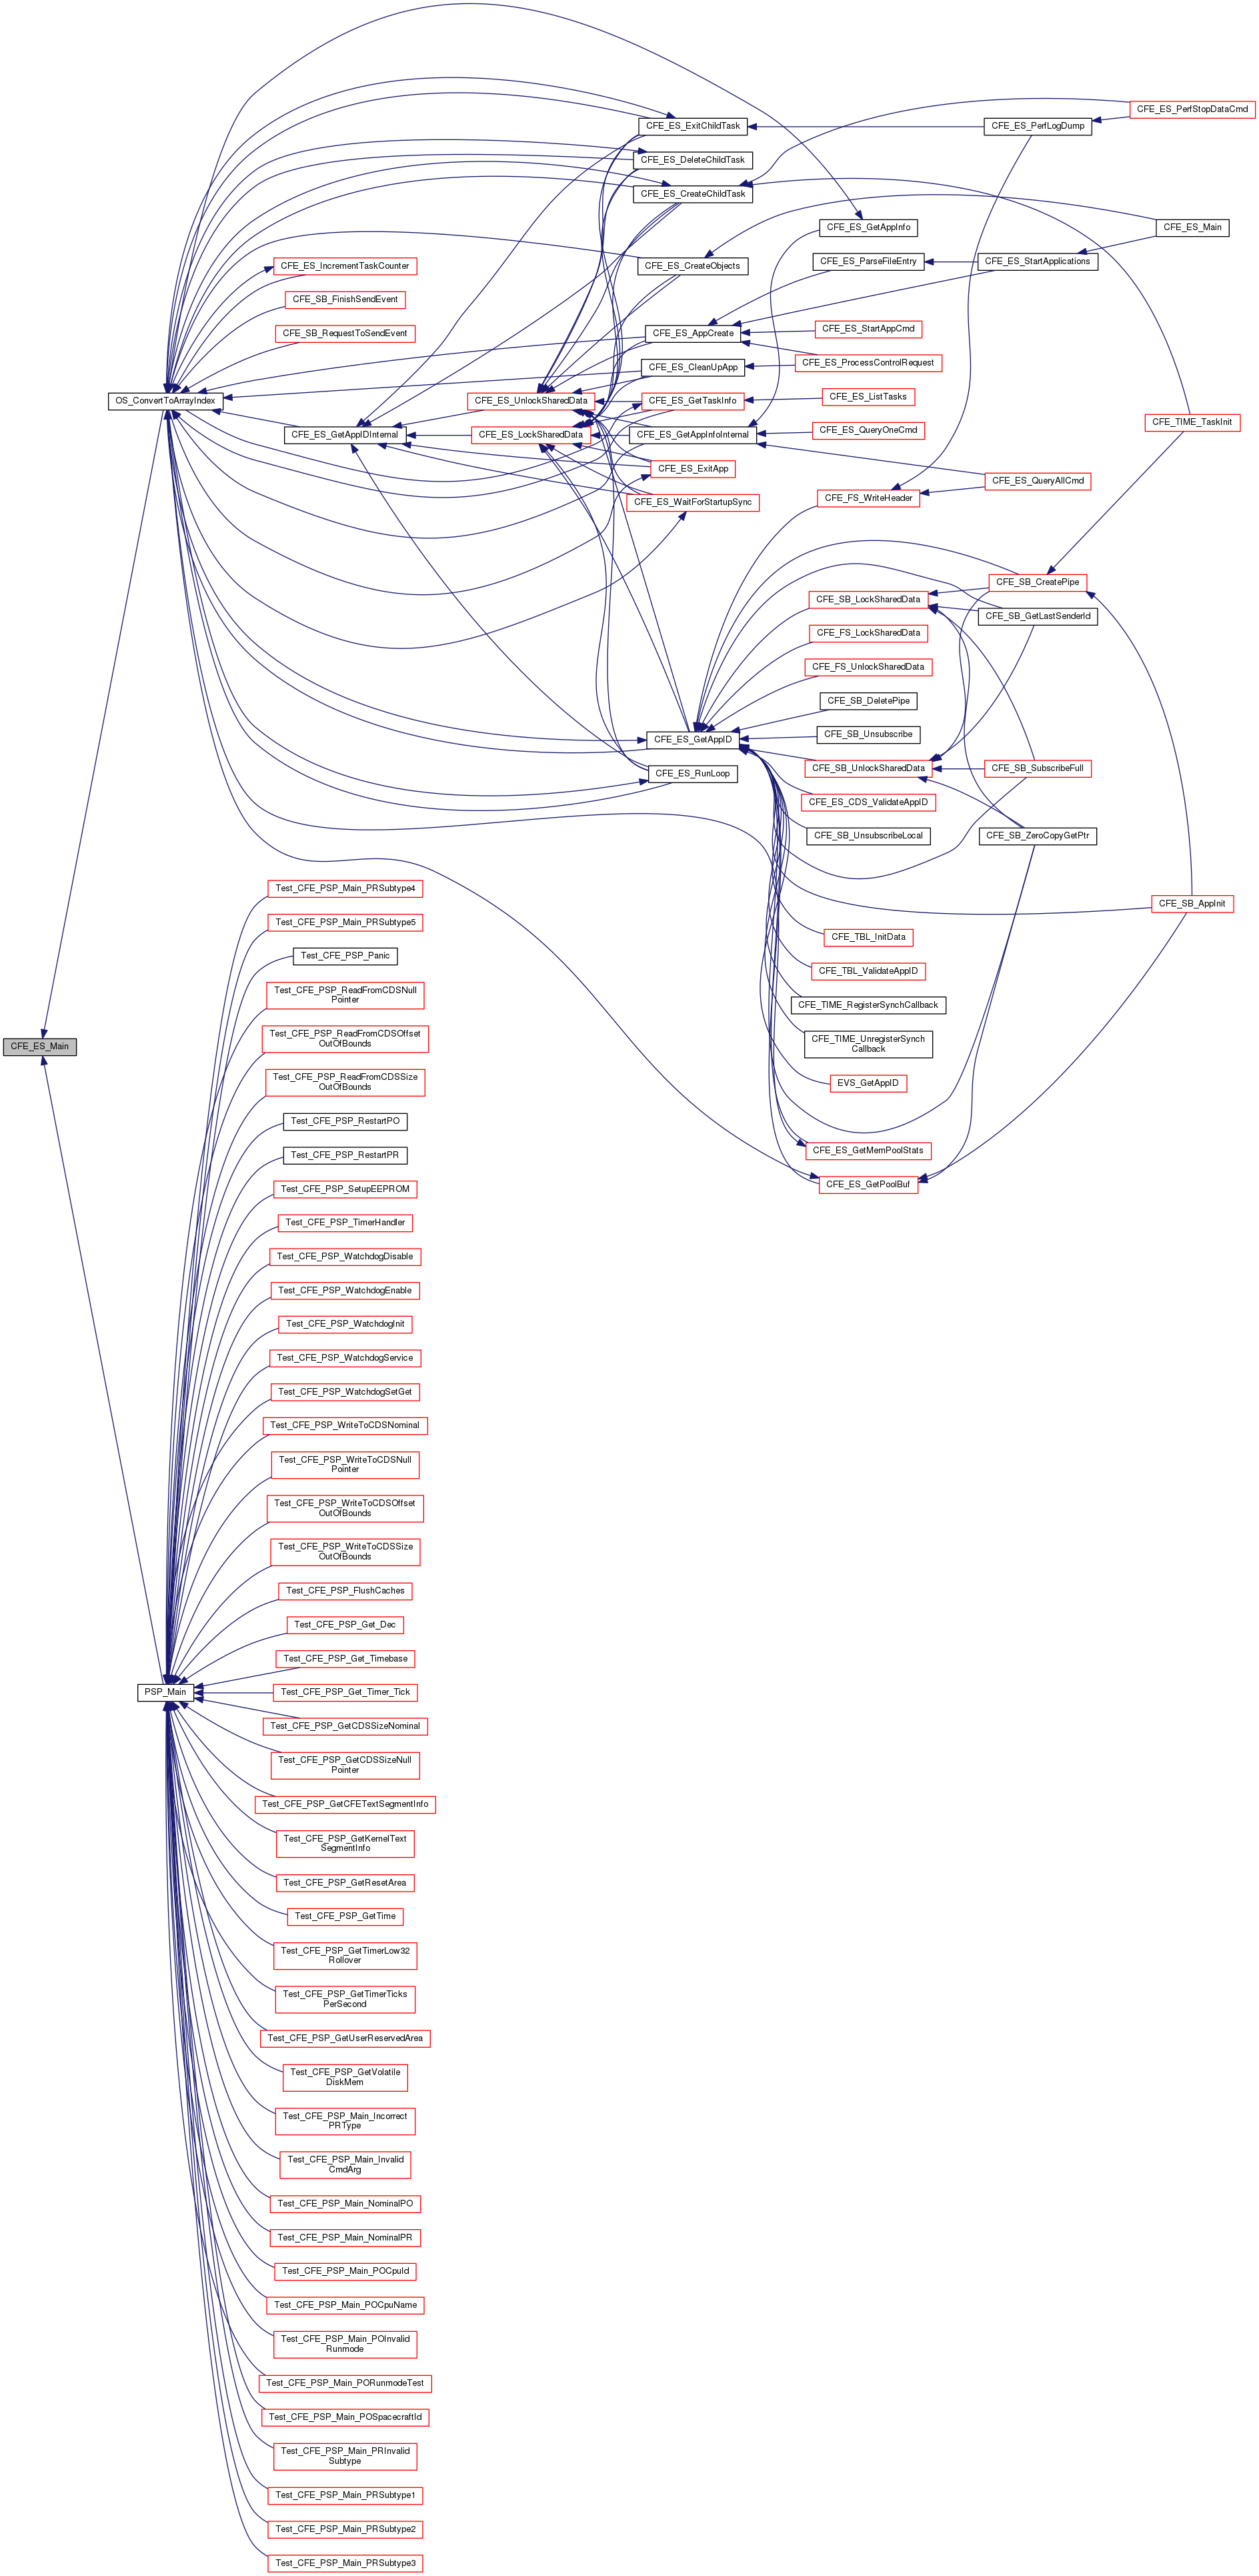 CFE_ES_ExitChildTask
CFE_ES_PerfLogDump
CFE_ES_PerfStopDataCmd
CFE_ES_DeleteChildTask
CFE_ES_CreateChildTask
CFE_ES_GetAppInfo
CFE_ES_Main
CFE_ES_IncrementTaskCounter
CFE_ES_CreateObjects
CFE_ES_ParseFileEntry
CFE_ES_StartApplications
CFE_SB_FinishSendEvent
CFE_SB_RequestToSendEvent
CFE_ES_AppCreate
CFE_ES_StartAppCmd
CFE_ES_CleanUpApp
CFE_ES_ProcessControlRequest
OS_ConvertToArrayIndex
CFE_ES_UnlockSharedData
CFE_ES_GetTaskInfo
CFE_ES_ListTasks
CFE_TIME_TaskInit
CFE_ES_GetAppIDInternal
CFE_ES_LockSharedData
CFE_ES_GetAppInfoInternal
CFE_ES_QueryOneCmd
CFE_ES_ExitApp
CFE_ES_QueryAllCmd
CFE_ES_WaitForStartupSync
CFE_FS_WriteHeader
CFE_SB_CreatePipe
CFE_SB_LockSharedData
CFE_SB_GetLastSenderId
CFE_FS_LockSharedData
CFE_FS_UnlockSharedData
CFE_SB_DeletePipe
CFE_ES_GetAppID
CFE_SB_Unsubscribe
CFE_ES_RunLoop
CFE_SB_UnlockSharedData
CFE_SB_SubscribeFull
CFE_ES_CDS_ValidateAppID
CFE_SB_UnsubscribeLocal
CFE_SB_ZeroCopyGetPtr
Test_CFE_PSP_Main_PRSubtype4
CFE_SB_AppInit
Test_CFE_PSP_Main_PRSubtype5
CFE_TBL_InitData
Test_CFE_PSP_Panic
CFE_TBL_ValidateAppID
Test_CFE_PSP_ReadFromCDSNull
Pointer
CFE_TIME_RegisterSynchCallback
Test_CFE_PSP_ReadFromCDSOffset
OutOfBounds
CFE_TIME_UnregisterSynch
Callback
CFE_ES_Main
Test_CFE_PSP_ReadFromCDSSize
OutOfBounds
EVS_GetAppID
Test_CFE_PSP_RestartPO
Test_CFE_PSP_RestartPR
CFE_ES_GetMemPoolStats
Test_CFE_PSP_SetupEEPROM
CFE_ES_GetPoolBuf
Test_CFE_PSP_TimerHandler
Test_CFE_PSP_WatchdogDisable
Test_CFE_PSP_WatchdogEnable
Test_CFE_PSP_WatchdogInit
Test_CFE_PSP_WatchdogService
Test_CFE_PSP_WatchdogSetGet
Test_CFE_PSP_WriteToCDSNominal
Test_CFE_PSP_WriteToCDSNull
Pointer
Test_CFE_PSP_WriteToCDSOffset
OutOfBounds
Test_CFE_PSP_WriteToCDSSize
OutOfBounds
Test_CFE_PSP_FlushCaches
Test_CFE_PSP_Get_Dec
Test_CFE_PSP_Get_Timebase
PSP_Main
Test_CFE_PSP_Get_Timer_Tick
Test_CFE_PSP_GetCDSSizeNominal
Test_CFE_PSP_GetCDSSizeNull
Pointer
Test_CFE_PSP_GetCFETextSegmentInfo
Test_CFE_PSP_GetKernelText
SegmentInfo
Test_CFE_PSP_GetResetArea
Test_CFE_PSP_GetTime
Test_CFE_PSP_GetTimerLow32
Rollover
Test_CFE_PSP_GetTimerTicks
PerSecond
Test_CFE_PSP_GetUserReservedArea
Test_CFE_PSP_GetVolatile
DiskMem
Test_CFE_PSP_Main_Incorrect
PRType
Test_CFE_PSP_Main_Invalid
CmdArg
Test_CFE_PSP_Main_NominalPO
Test_CFE_PSP_Main_NominalPR
Test_CFE_PSP_Main_POCpuId
Test_CFE_PSP_Main_POCpuName
Test_CFE_PSP_Main_POInvalid
Runmode
Test_CFE_PSP_Main_PORunmodeTest
Test_CFE_PSP_Main_POSpacecraftId
Test_CFE_PSP_Main_PRInvalid
Subtype
Test_CFE_PSP_Main_PRSubtype1
Test_CFE_PSP_Main_PRSubtype2
Test_CFE_PSP_Main_PRSubtype3